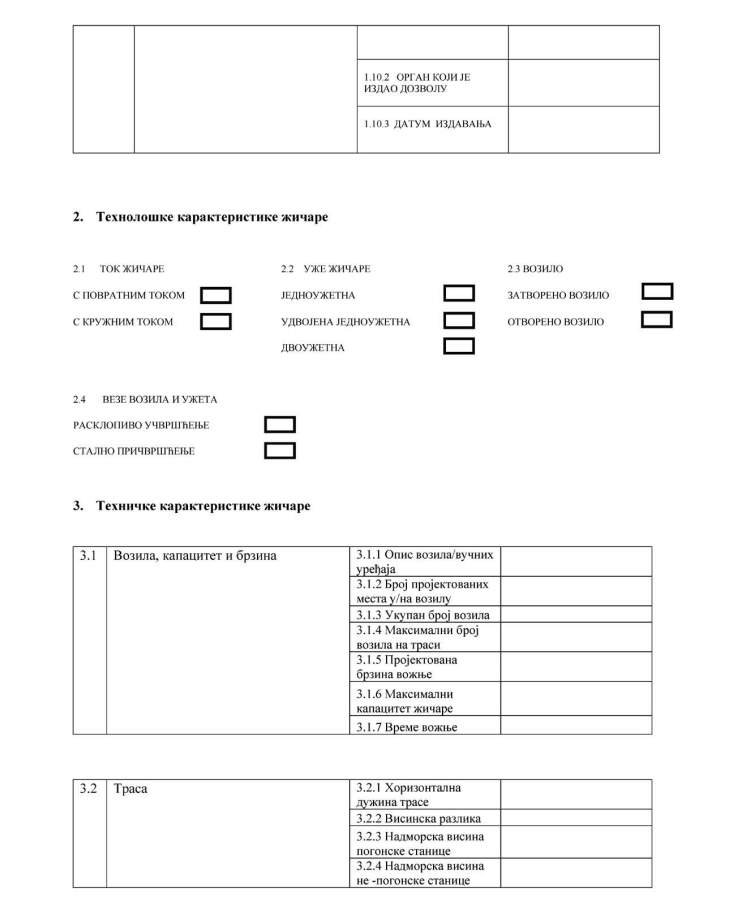 1.10.2 ОРГАН КОЈИ ЈЕ
ИЗДАО ДОЗВОЛУ
1.10.3 ДАТУМ ИЗДАВАЊА
2. Технолошке карактеристике жичаре
2.1 ТОК ЖИЧАРЕ
С ПОВРАТНИМ ТОКОМ
С КРУЖНИМ ТОКОМ
2.2 УЖЕ ЖИЧАРЕ
ЈЕДНОУЖЕТНА
УДВОЈЕНА ЈЕДНОУЖЕТНА
ДВОУЖЕТНА
2.3 ВОЗИЛО
ЗАТВОРЕНО ВОЗИЛО
ОТВОРЕНО ВОЗИЛО
2.4 ВЕЗЕ ВОЗИЛА И УЖЕТА
РАСКЛОПИВО УЧВРШЋЕЊЕ
СТАЛНО ПРИЧВРШЋЕЊЕ
3. Техничке карактеристике жичаре
3.1 Возила, капацитет и брзина
3.1.1 Опис возила/вучних
уређаја
3.1.2 Број пројектованих
места у/на возилу
3.1.3 Укупан број возила
3.1.4 Максимални број
возила на траси
3.1.5 Пројектована
брзина вожње
3.1.6 Максимални
капацитет жичаре
3.1.7 Време вожње
3.2 Траса
3.2.1 Хоризонтална
дужина трасе
3.2.2 Висинска разлика
3.2.3 Надморска висина
погонске станице
3.2.4 Надморска висина
не -погонске станице